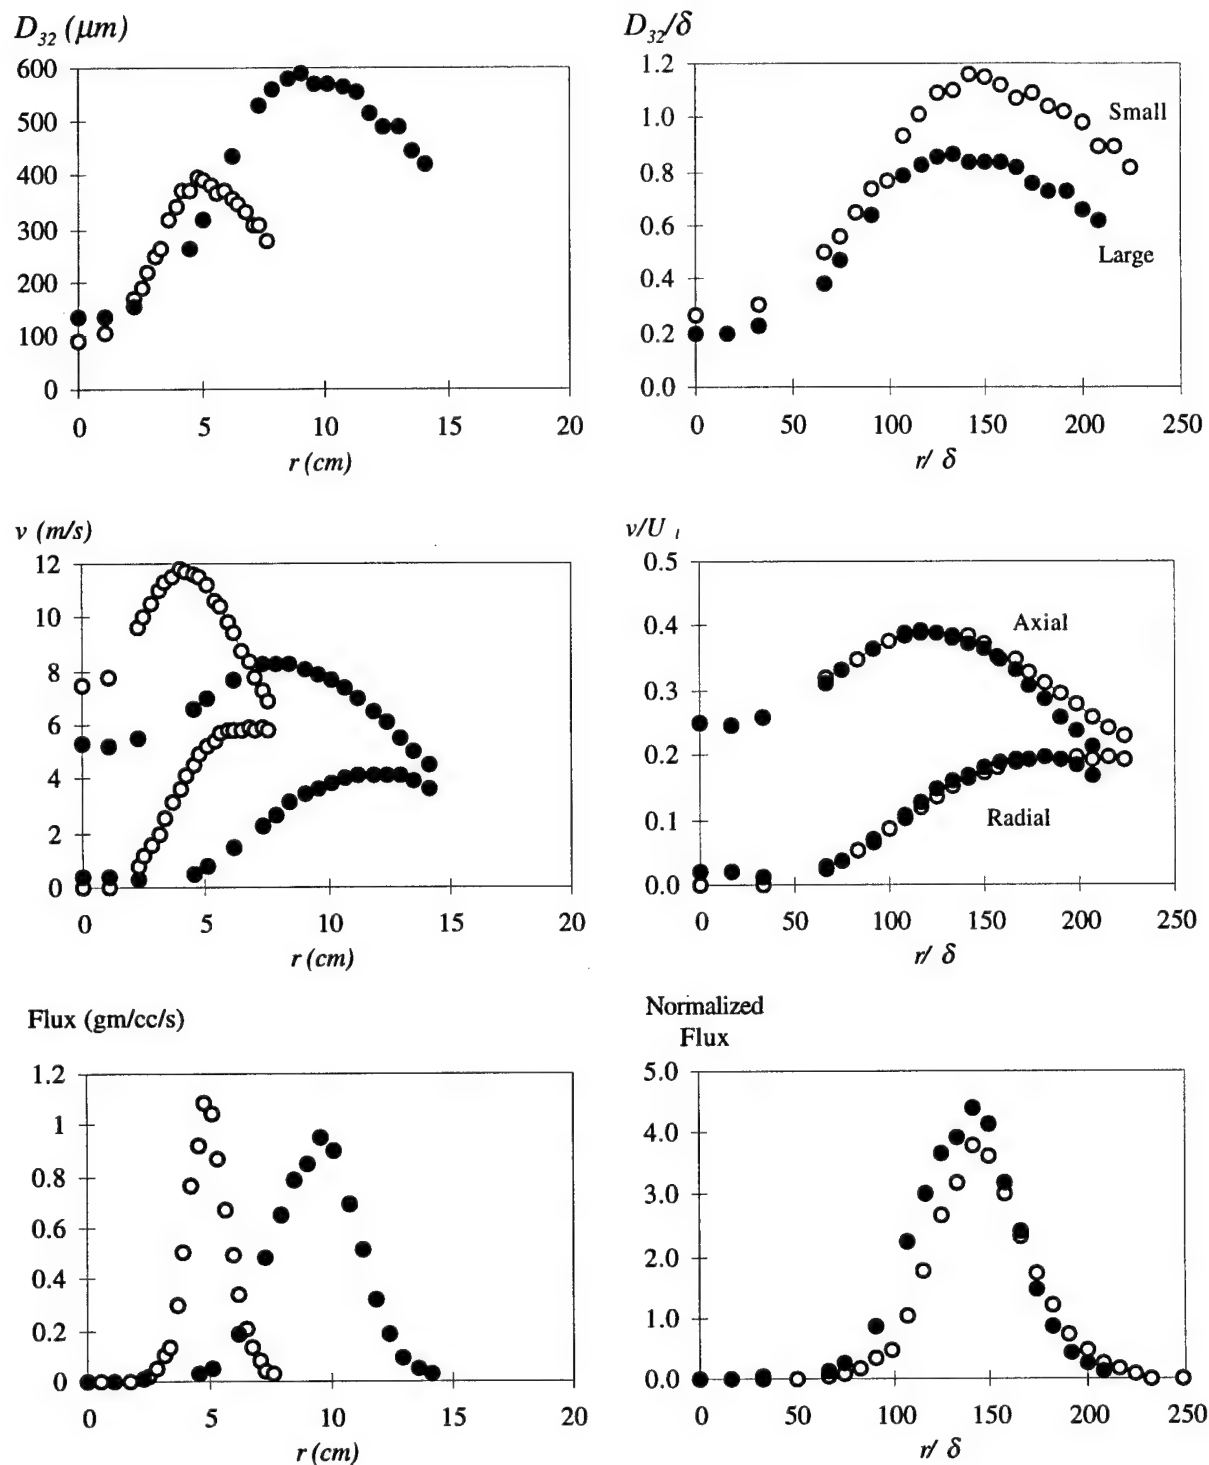 D32 (μm)
600
500
400
300
200
100
0
0 5 10 15 20
r (cm)
D32/δ
1.2
1.0
0.8
0.6
0.4
0.2
0.0
Small
Large
0 50 100 150 200 250
r/ δ
v (m/s)
12
10
8
6
4
2
0
0 5 10 15 20
r (cm)
v/U l
0.5
0.4
0.3
0.2
0.1
0.0
Axial
Radial
0 50 100 150 200 250
r/ δ
Flux (gm/cc/s)
1.2
1
0.8
0.6
0.4
0.2
0
0 5 10 15 20
r (cm)
Normalized
Flux
5.0
4.0
3.0
2.0
1.0
0.0
0 50 100 150 200 250
r/ δ